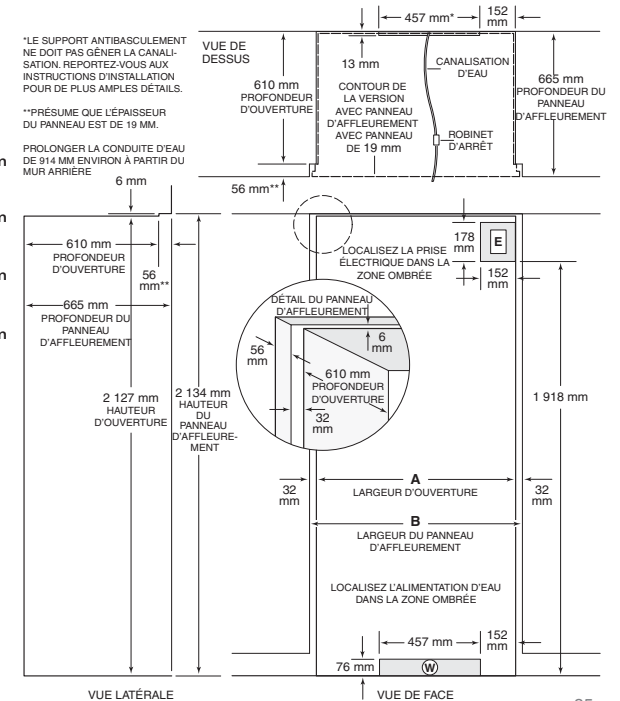 *LE SUPPORT ANTIBASCULEMENT
NE DOIT PAS GÊNER LA CANALI-
SATION. REPORTEZ-VOUS AUX
INSTRUCTIONS D'INSTALLATION
POUR DE PLUS AMPLES DÉTAILS.
**PRÉSUME QUE L'ÉPAISSEUR
DU PANNEAU EST DE 19 MM.
PROLONGER LA CONDUITE D'EAU
DE 914 MM ENVIRON À PARTIR DU
MUR ARRIÈRE
VUE DE
DESSUS
457 mm*
152
mm
13 mm
CANALISATION
D'EAU
610 mm
PROFONDEUR
D'OUVERTURE
CONTOUR DE
LA VERSION
AVEC PANNEAU
D'AFFLEUREMENT
AVEC PANNEAU
DE 19 mm
ROBINET
D'ARRÊT
665 mm
PROFONDEUR DU
PANNEAU
D'AFFLEUREMENT
56 mm**
6 mm
610 mm
PROFONDEUR
D'OUVERTURE
56
mm**
665 mm
PROFONDEUR DU
PANNEAU
D'AFFLEUREMENT
2 127 mm
HAUTEUR
D'OUVERTURE
2 134 mm
HAUTEUR
DU
PANNEAU
D'AFFLEURE-
MENT
VUE LATÉRALE
LOCALISEZ LA PRISE
ÉLECTRIQUE DANS LA
ZONE OMBRÉE
178
mm
E
152
mm
DÉTAIL DU PANNEAU
D'AFFLEUREMENT
56
mm
6
mm
610 mm
PROFONDEUR
D'OUVERTURE
32
mm
1 918 mm
32
mm
A
LARGEUR D'OUVERTURE
32
mm
B
LARGEUR DU PANNEAU
D'AFFLEUREMENT
LOCALISEZ L'ALIMENTATION D'EAU
DANS LA ZONE OMBRÉE
457 mm
152
mm
76 mm
W
VUE DE FACE